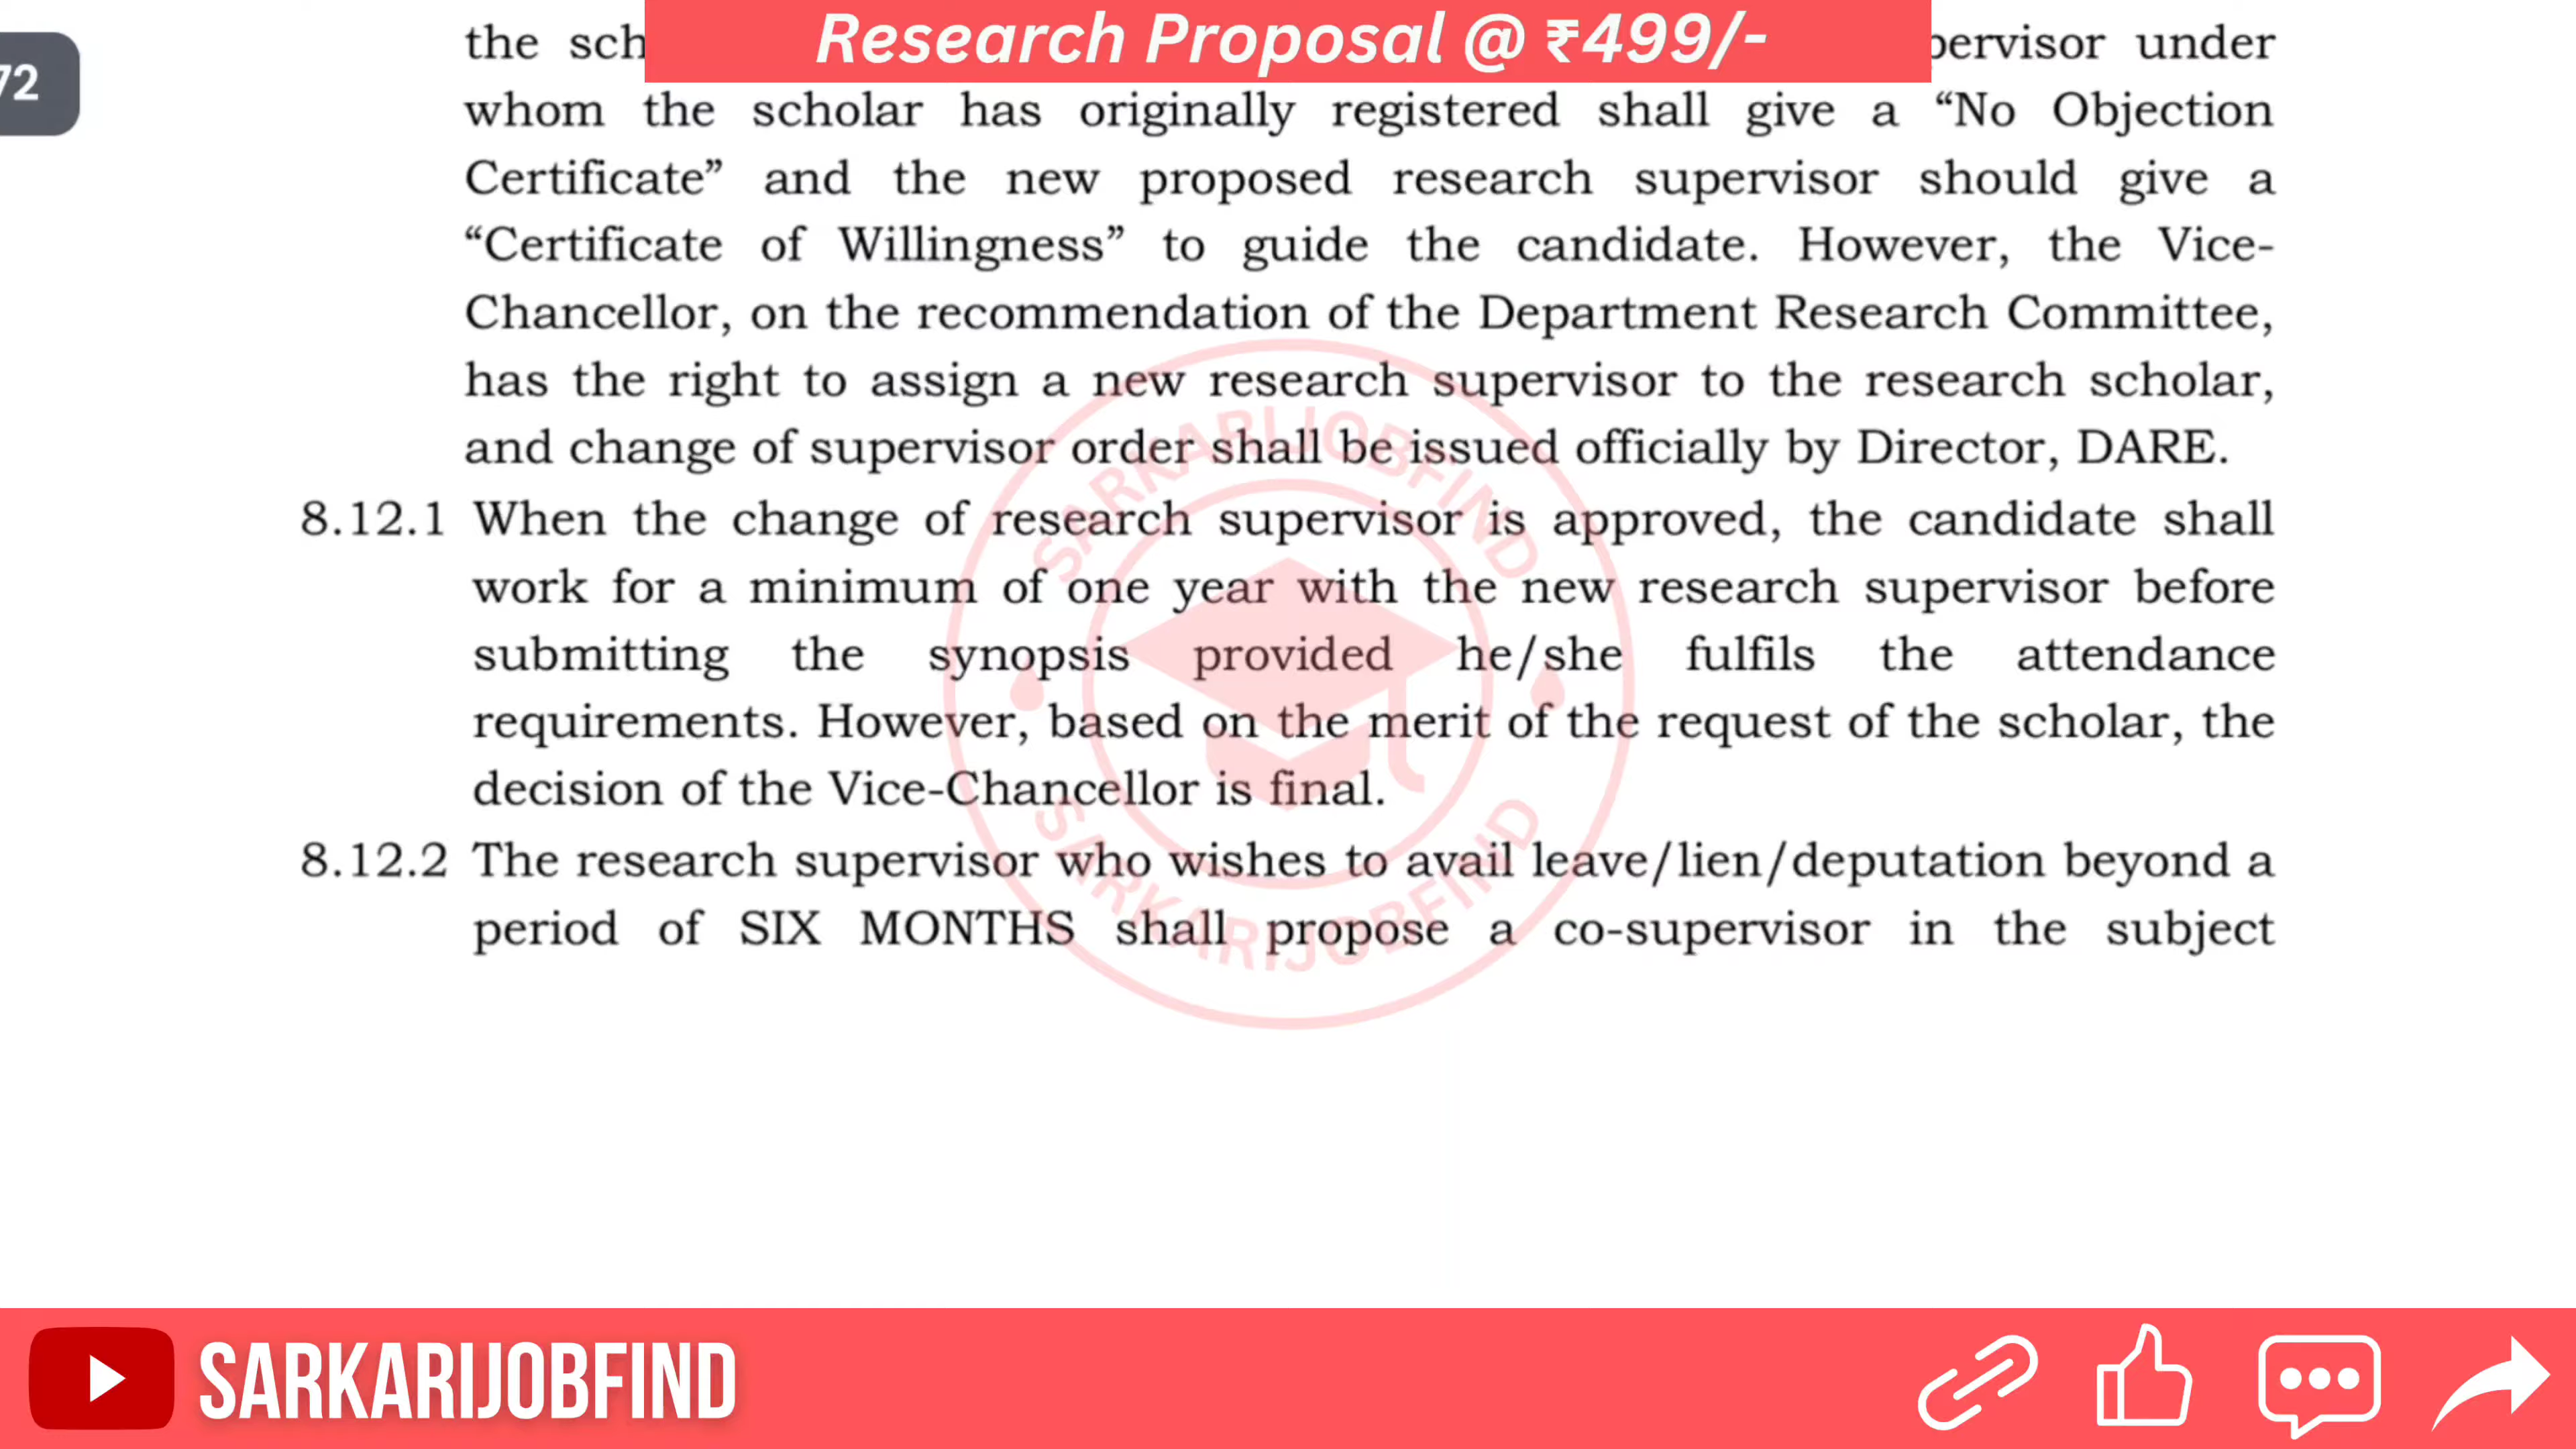 Research Proposal @ ₹499/-
72
the sch pervisor under
whom the scholar has originally registered shall give a “No Objection
Certificate” and the new proposed research supervisor should give a
“Certificate of Willingness” to guide the candidate. However, the Vice-
Chancellor, on the recommendation of the Department Research Committee,
has the right to assign a new research supervisor to the research scholar,
and change of supervisor order shall be issued officially by Director, DARE.
8.12.1 When the change of research supervisor is approved, the candidate shall
work for a minimum of one year with the new research supervisor before
submitting the synopsis provided he/she fulfils the attendance
requirements. However, based on the merit of the request of the scholar, the
decision of the Vice-Chancellor is final.
8.12.2 The research supervisor who wishes to avail leave/lien/deputation beyond a
period of SIX MONTHS shall propose a co-supervisor in the subject
SARKARIJOBFIND
SARKARIJOBFIND
SARKARIJOBFIND